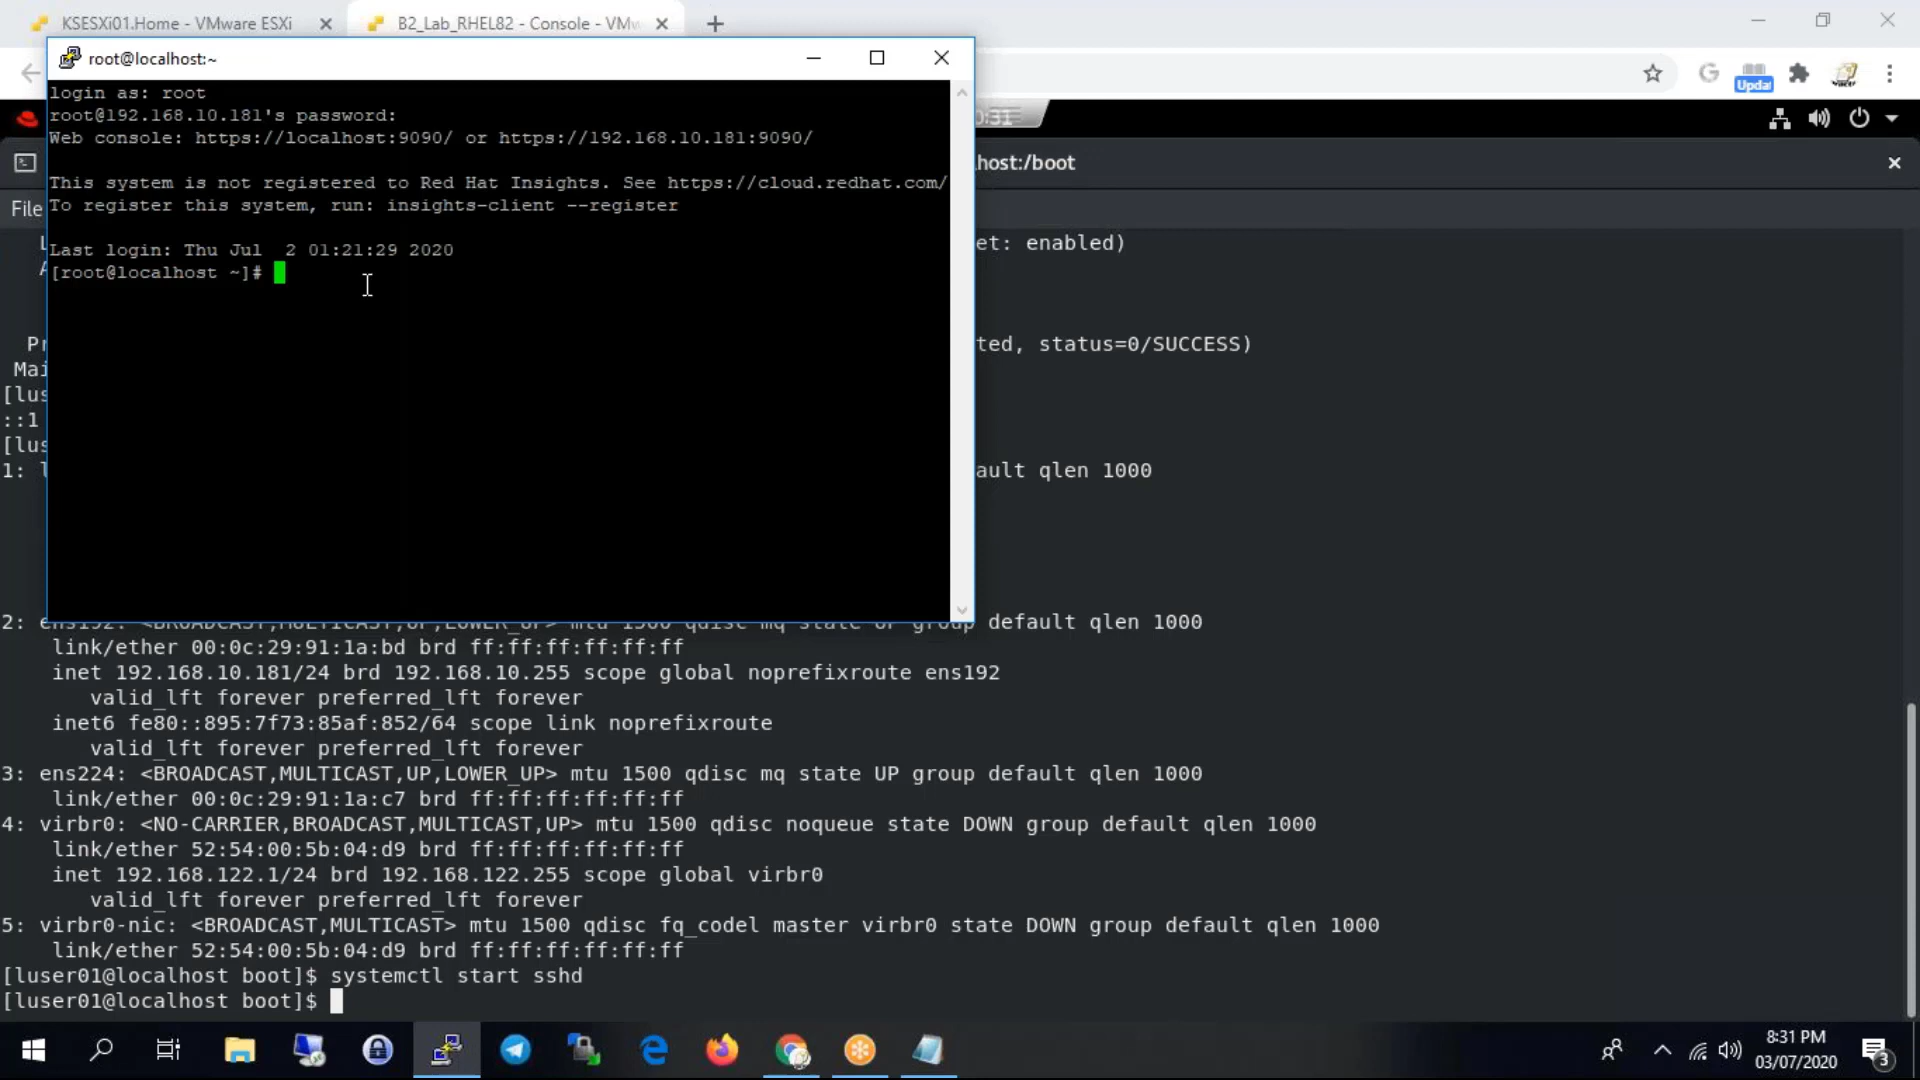 KSESXi01.Home - VMware ESXi
B2_Lab_RHEL82 - Console - VMw
root@localhost:~
login as: root
root@192.168.10.181's password:
Web console: https://localhost:9090/ or https://192.168.10.181:9090/
This system is not registered to Red Hat Insights. See https://cloud.redhat.com/
To register this system, run: insights-client --register
Last login: Thu Jul  2 01:21:29 2020
[root@localhost ~]#
Updat
0:31
host:/boot
File
et: enabled)
Pr
ted, status=0/SUCCESS)
Mai
[lus
::1
[lus
1: l
ault qlen 1000
2: ens192: <BROADCAST,MULTICAST,UP,LOWER_UP> mtu 1500 qdisc mq state UP group default qlen 1000
link/ether 00:0c:29:91:1a:bd brd ff:ff:ff:ff:ff:ff
inet 192.168.10.181/24 brd 192.168.10.255 scope global noprefixroute ens192
valid_lft forever preferred_lft forever
inet6 fe80::895:7f73:85af:852/64 scope link noprefixroute
valid_lft forever preferred_lft forever
3: ens224: <BROADCAST,MULTICAST,UP,LOWER_UP> mtu 1500 qdisc mq state UP group default qlen 1000
link/ether 00:0c:29:91:1a:c7 brd ff:ff:ff:ff:ff:ff
4: virbr0: <NO-CARRIER,BROADCAST,MULTICAST,UP> mtu 1500 qdisc noqueue state DOWN group default qlen 1000
link/ether 52:54:00:5b:04:d9 brd ff:ff:ff:ff:ff:ff
inet 192.168.122.1/24 brd 192.168.122.255 scope global virbr0
valid_lft forever preferred_lft forever
5: virbr0-nic: <BROADCAST,MULTICAST> mtu 1500 qdisc fq_codel master virbr0 state DOWN group default qlen 1000
link/ether 52:54:00:5b:04:d9 brd ff:ff:ff:ff:ff:ff
[luser01@localhost boot]$ systemctl start sshd
[luser01@localhost boot]$
8:31 PM
03/07/2020
3